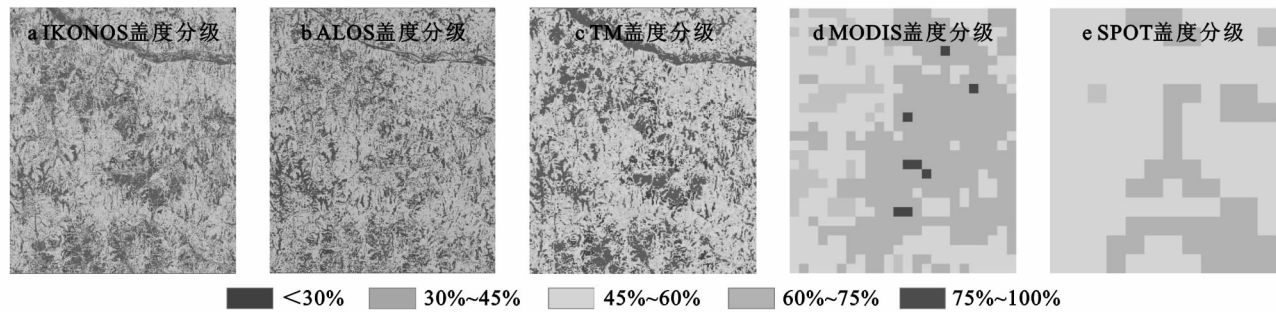 a IKONOS盖度分级
b ALOS盖度分级
c TM盖度分级
d MODIS盖度分级
e SPOT盖度分级
<30%
30%~45%
45%~60%
60%~75%
75%~100%